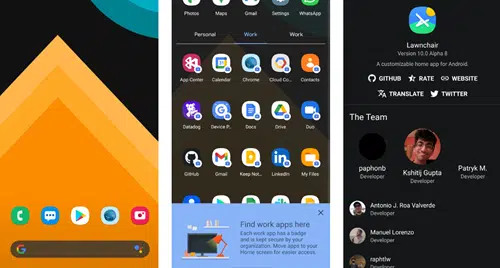 Photos Maps Gmail Settings WhatsApp
Personal Work Work
App Center Calendar Chrome Cloud Co... Contacts
Datadog Device P... Docs Drive Duo
GitHub Gmail Keep Not... LinkedIn My Files
Find work apps here
Each work app has a badge
and is kept secure by your
organization. Move apps to your
Home screen for easier access.
Lawnchair
Version 10.0 Alpha 8
A customizable home app for Android.
GITHUB RATE WEBSITE
TRANSLATE TWITTER
The Team
paphonb
Developer
Kshitij Gupta
Developer
Patryk M.
Developer
Antonio J. Roa Valverde
Developer
Manuel Lorenzo
Developer
raphtlw
Developer